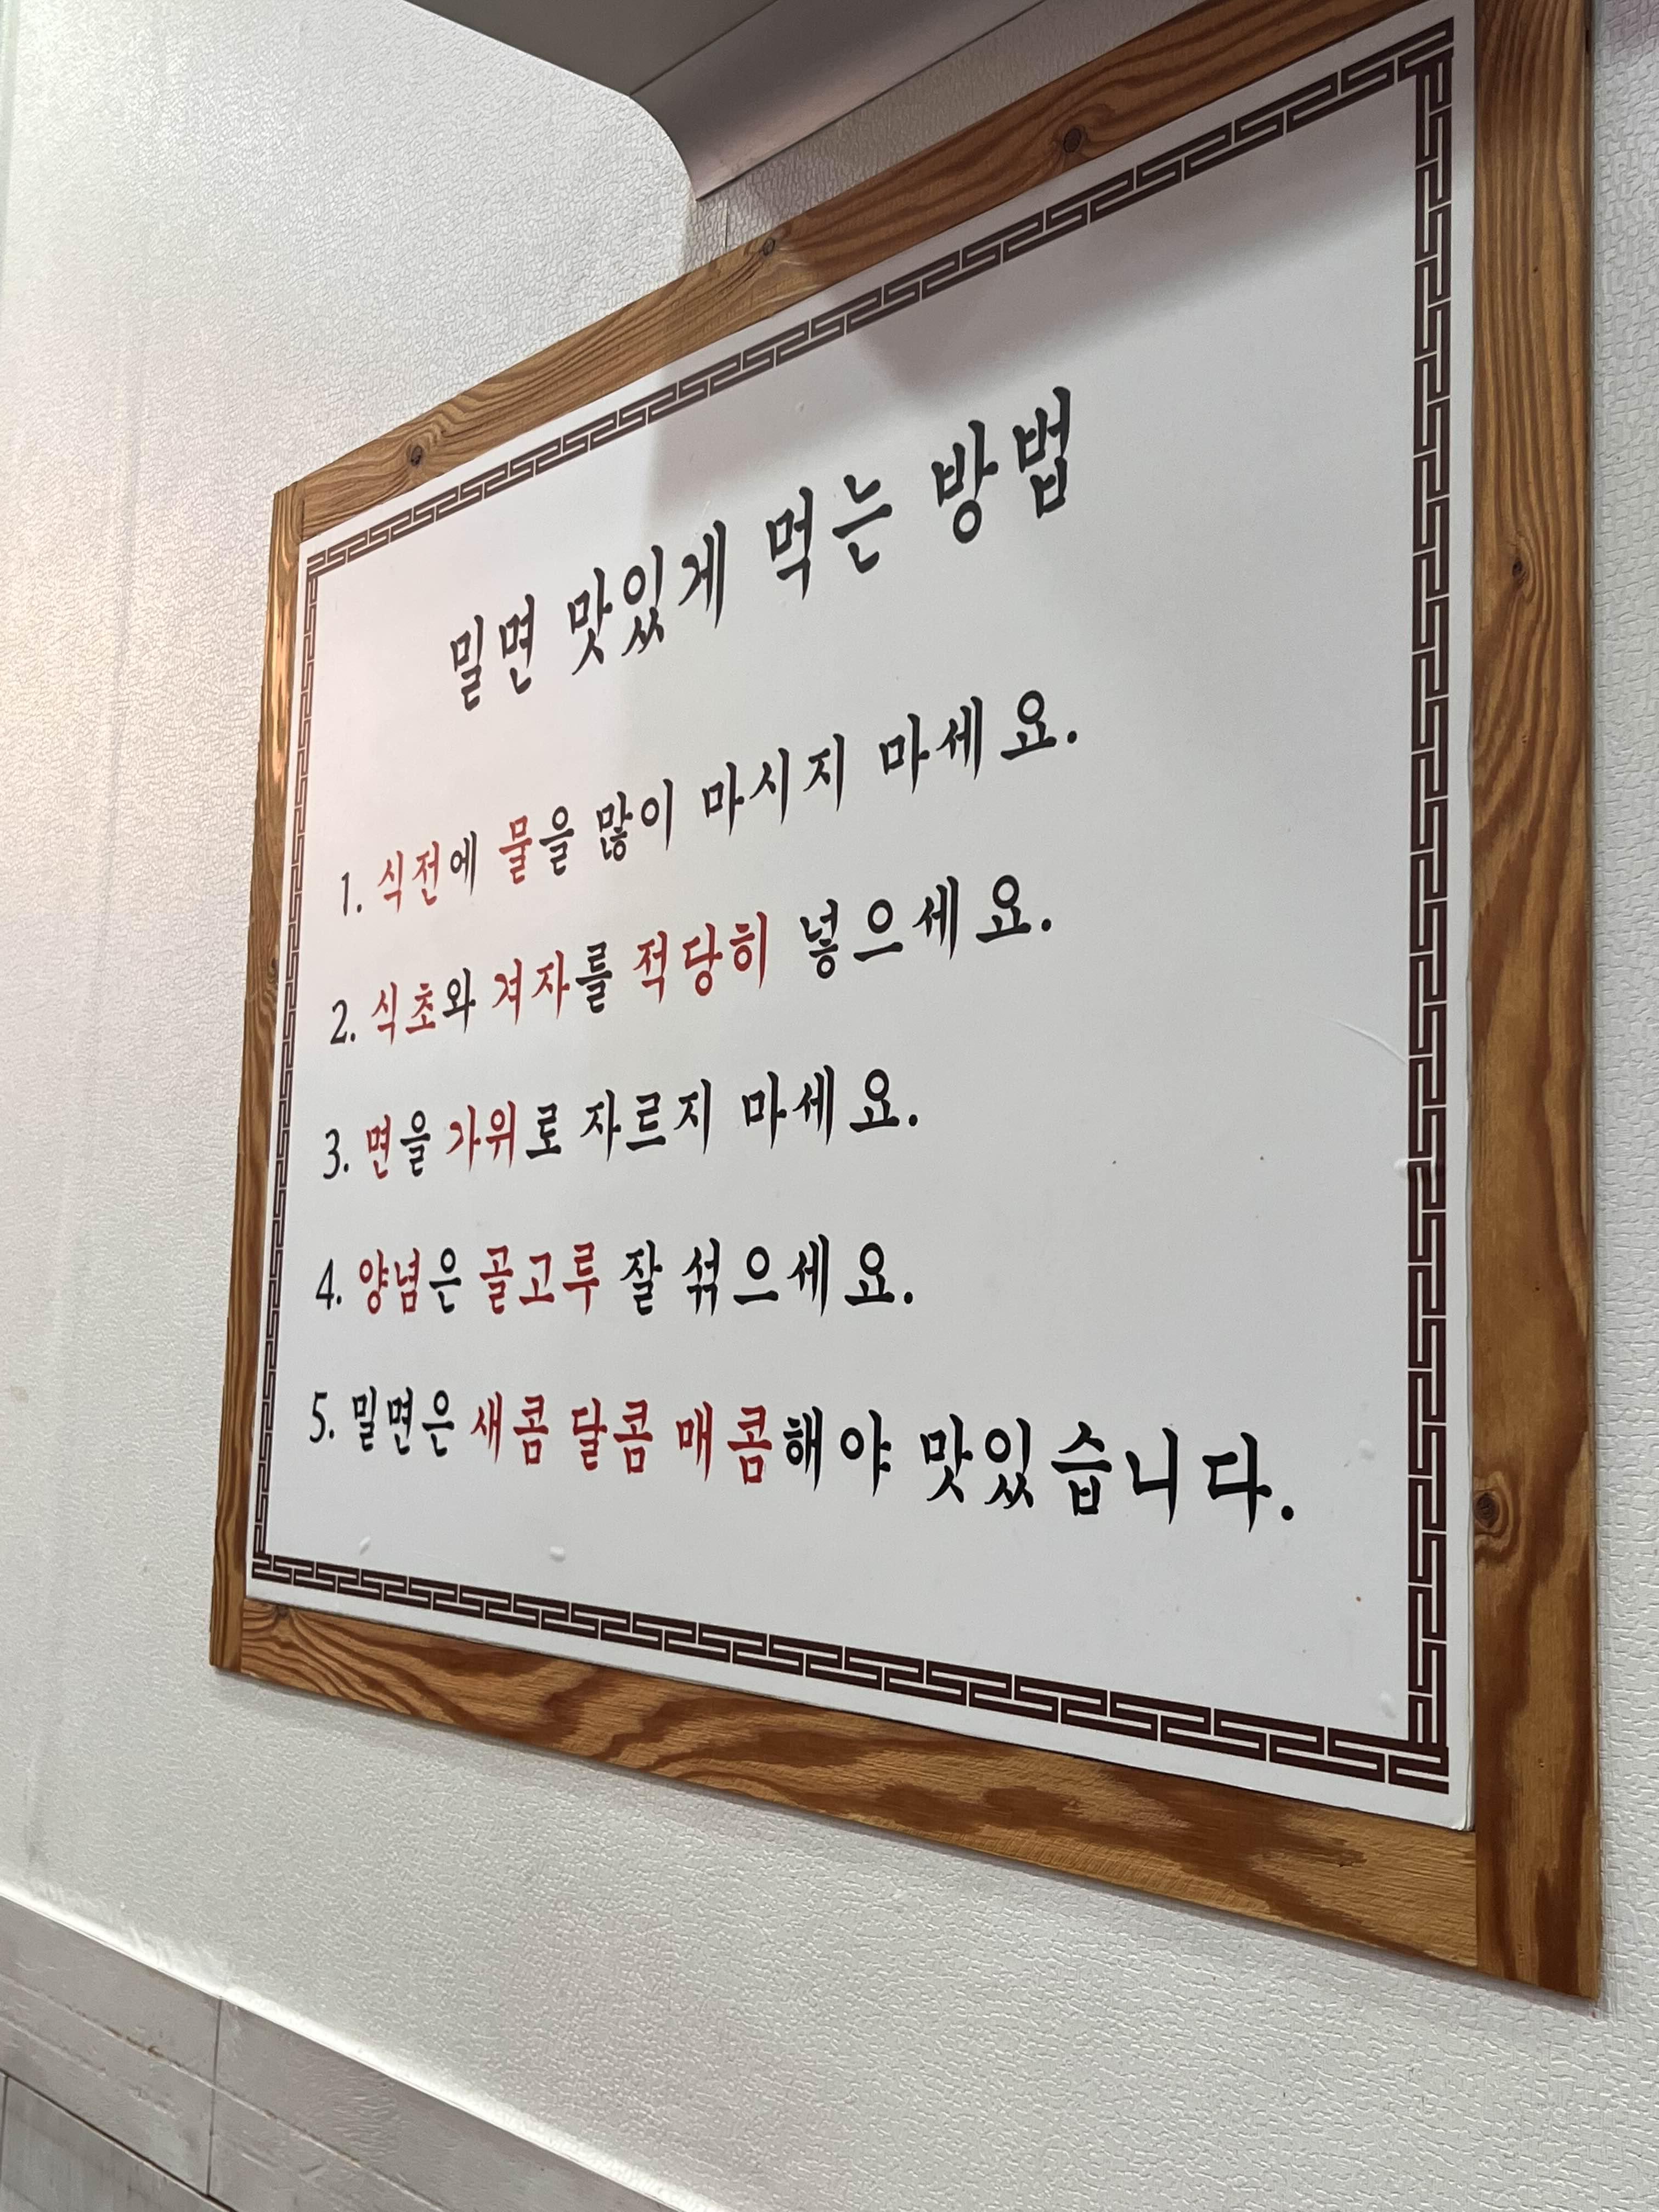 밀면 맛있게 먹는 방법
1. 식전에 물을 많이 마시지 마세요.
2. 식초와 겨자를 적당히 넣으세요.
3. 면을 가위로 자르지 마세요.
4. 양념은 골고루 잘 섞으세요.
5. 밀면은 새콤 달콤 매콤해야 맛있습니다.